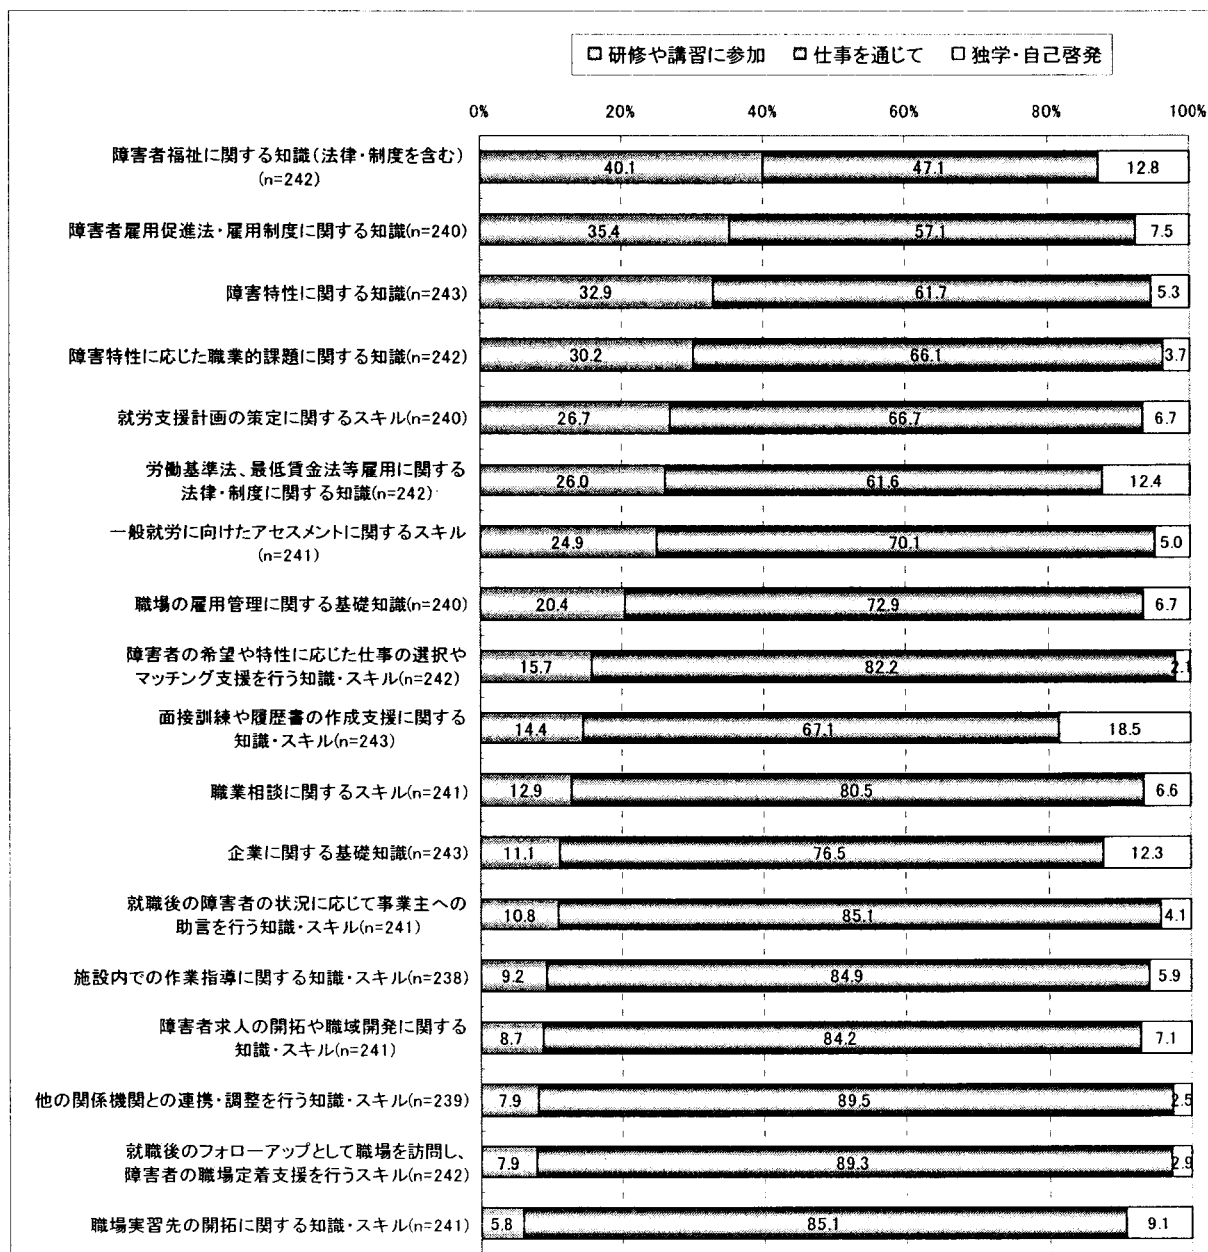 研修や講習に参加 仕事を通じて 独学・自己啓発
0% 20% 40% 60% 80% 100%
障害者福祉に関する知識(法律・制度を含む)
(n=242)
40.1 47.1 12.8
障害者雇用促進法・雇用制度に関する知識(n=240)
35.4 57.1 7.5
障害特性に関する知識(n=243)
32.9 61.7 5.3
障害特性に応じた職業的課題に関する知識(n=242)
30.2 66.1 3.7
就労支援計画の策定に関するスキル(n=240)
26.7 66.7 6.7
労働基準法、最低賃金法等雇用に関する
法律・制度に関する知識(n=242)
26.0 61.6 12.4
一般就労に向けたアセスメントに関するスキル
(n=241)
24.9 70.1 5.0
職場の雇用管理に関する基礎知識(n=240)
20.4 72.9 6.7
障害者の希望や特性に応じた仕事の選択や
マッチング支援を行う知識・スキル(n=242)
15.7 82.2 2.1
面接訓練や履歴書の作成支援に関する
知識・スキル(n=243)
14.4 67.1 18.5
職業相談に関するスキル(n=241)
12.9 80.5 6.6
企業に関する基礎知識(n=243)
11.1 76.5 12.3
就職後の障害者の状況に応じて事業主への
助言を行う知識・スキル(n=241)
10.8 85.1 4.1
施設内での作業指導に関する知識・スキル(n=238)
9.2 84.9 5.9
障害者求人の開拓や職域開発に関する
知識・スキル(n=241)
8.7 84.2 7.1
他の関係機関との連携・調整を行う知識・スキル(n=239)
7.9 89.5 2.5
就職後のフォローアップとして職場を訪問し、
障害者の職場定着支援を行うスキル(n=242)
7.9 89.3 2.9
職場実習先の開拓に関する知識・スキル(n=241)
5.8 85.1 9.1